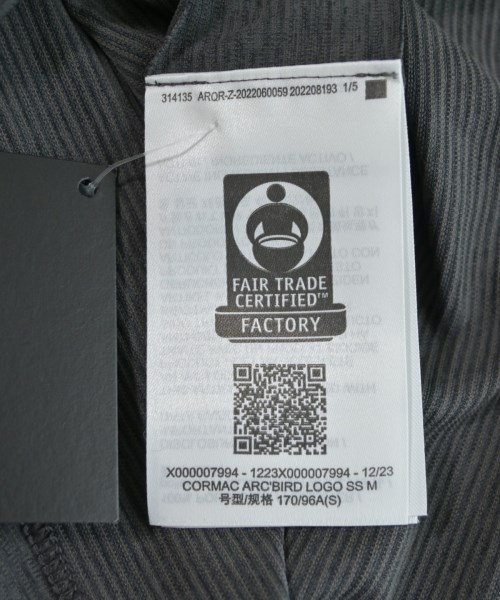 314135 ARQR-Z-2022060059 202208193 1/5
FAIR TRADE
CERTIFIED™
FACTORY
X000007994 - 1223X000007994 - 12/23
CORMAC ARC'BIRD LOGO SS M
号型/规格 170/96A(S)